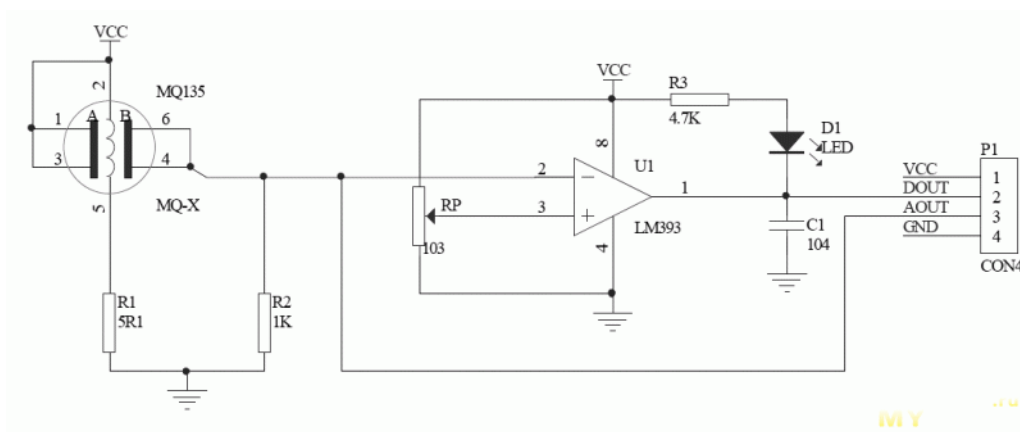 VCC
2
MQ135
1
A
B
6
3
4
5
MQ-X
R1
5R1
R2
1K
VCC
R3
4.7K
8
2
−
U1
RP
3
+
1
LM393
103
4
D1
LED
C1
104
P1
VCC
1
DOUT
2
AOUT
3
GND
4
CON4
MY
.ru